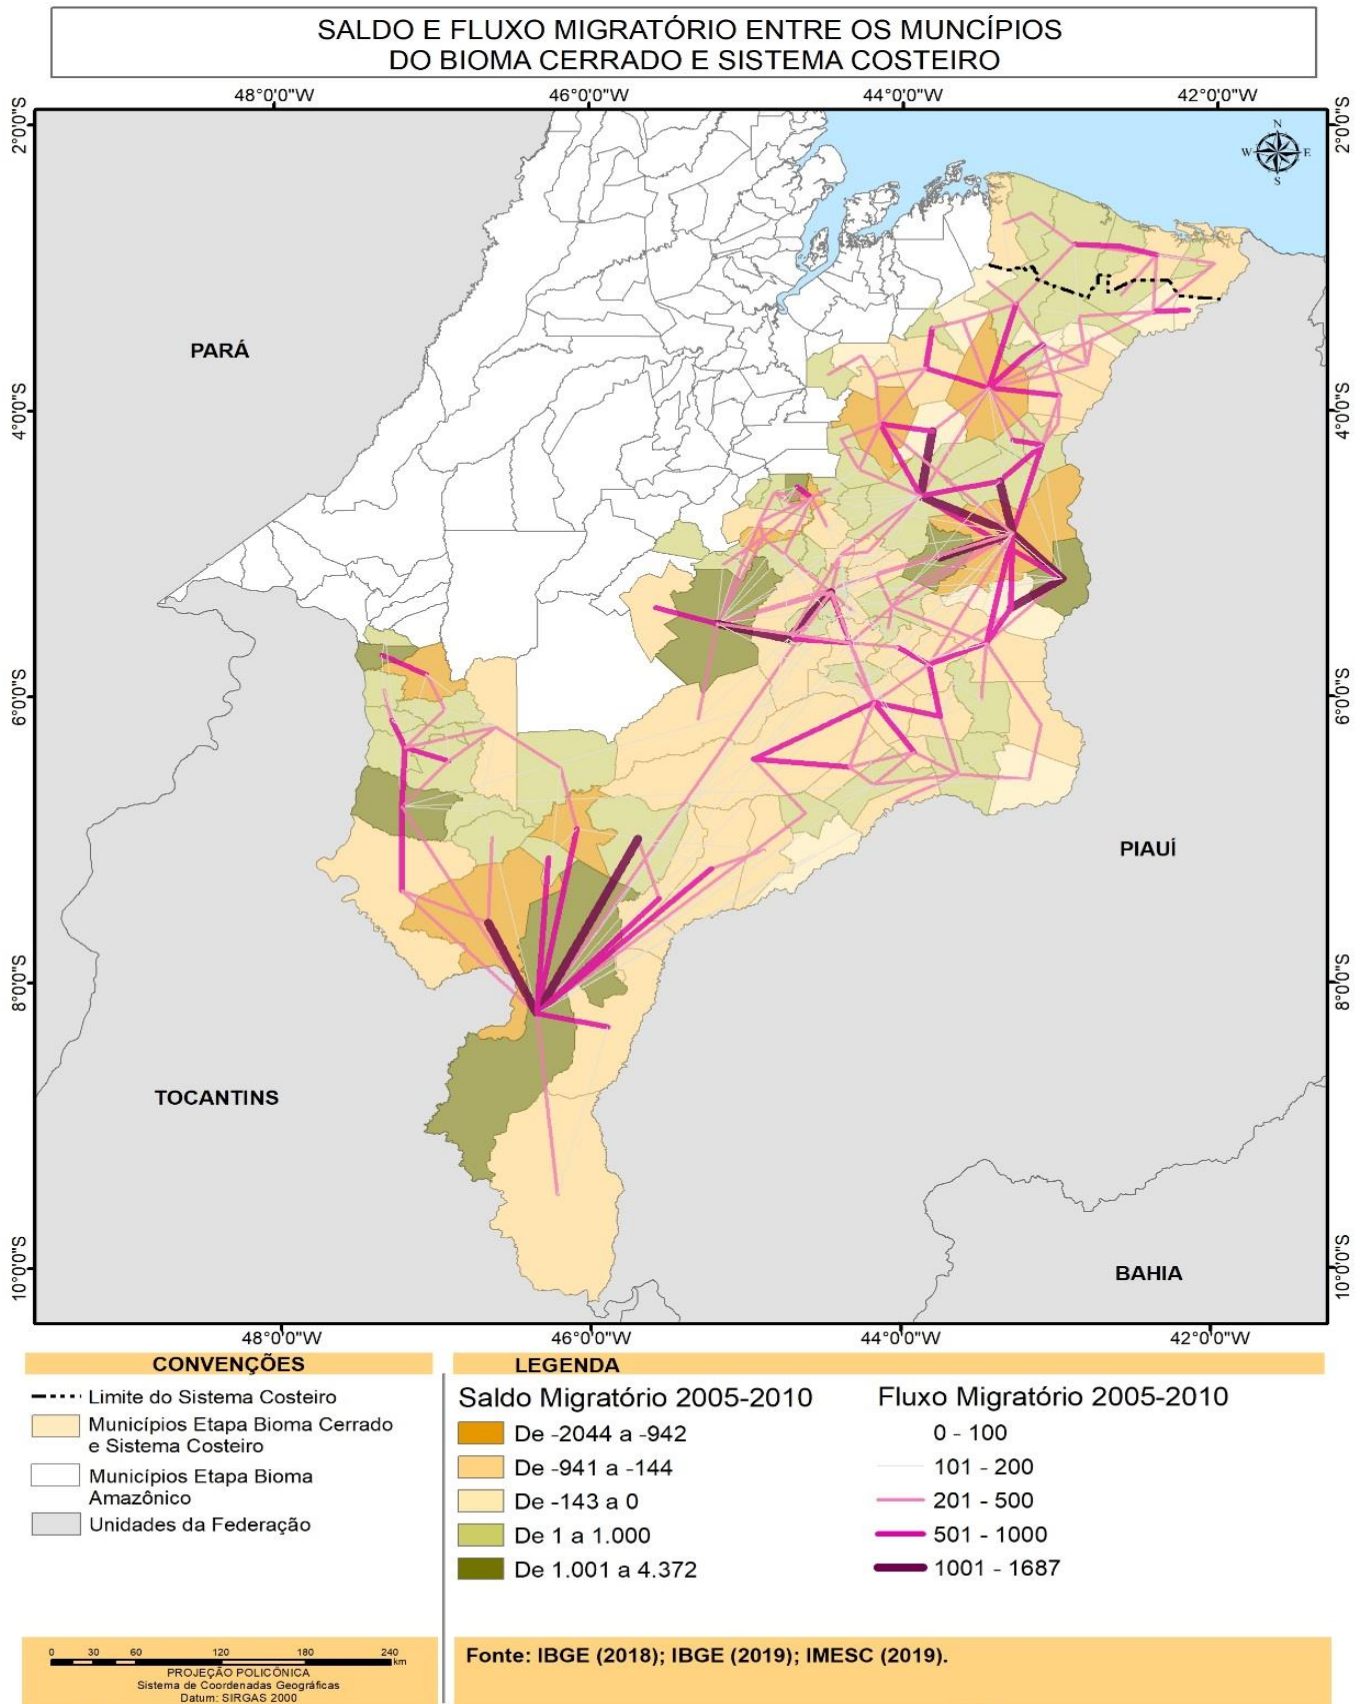 SALDO E FLUXO MIGRATÓRIO ENTRE OS MUNCÍPIOS
DO BIOMA CERRADO E SISTEMA COSTEIRO
48°0'0"W
46°0'0"W
44°0'0"W
42°0'0"W
2°0'0"S
2°0'0"S
N
W
E
S
PARÁ
4°0'0"S
4°0'0"S
6°0'0"S
6°0'0"S
PIAUÍ
8°0'0"S
8°0'0"S
TOCANTINS
10°0'0"S
10°0'0"S
BAHIA
48°0'0"W
46°0'0"W
44°0'0"W
42°0'0"W
CONVENÇÕES
Limite do Sistema Costeiro
Municípios Etapa Bioma Cerrado
e Sistema Costeiro
Municípios Etapa Bioma
Amazônico
Unidades da Federação
LEGENDA
Saldo Migratório 2005-2010
De -2044 a -942
De -941 a -144
De -143 a 0
De 1 a 1.000
De 1.001 a 4.372
Fluxo Migratório 2005-2010
0 - 100
101 - 200
201 - 500
501 - 1000
1001 - 1687
0 30 60 120 180 240
km
PROJEÇÃO POLICÔNICA
Sistema de Coordenadas Geográficas
Datum: SIRGAS 2000
Fonte: IBGE (2018); IBGE (2019); IMESC (2019).